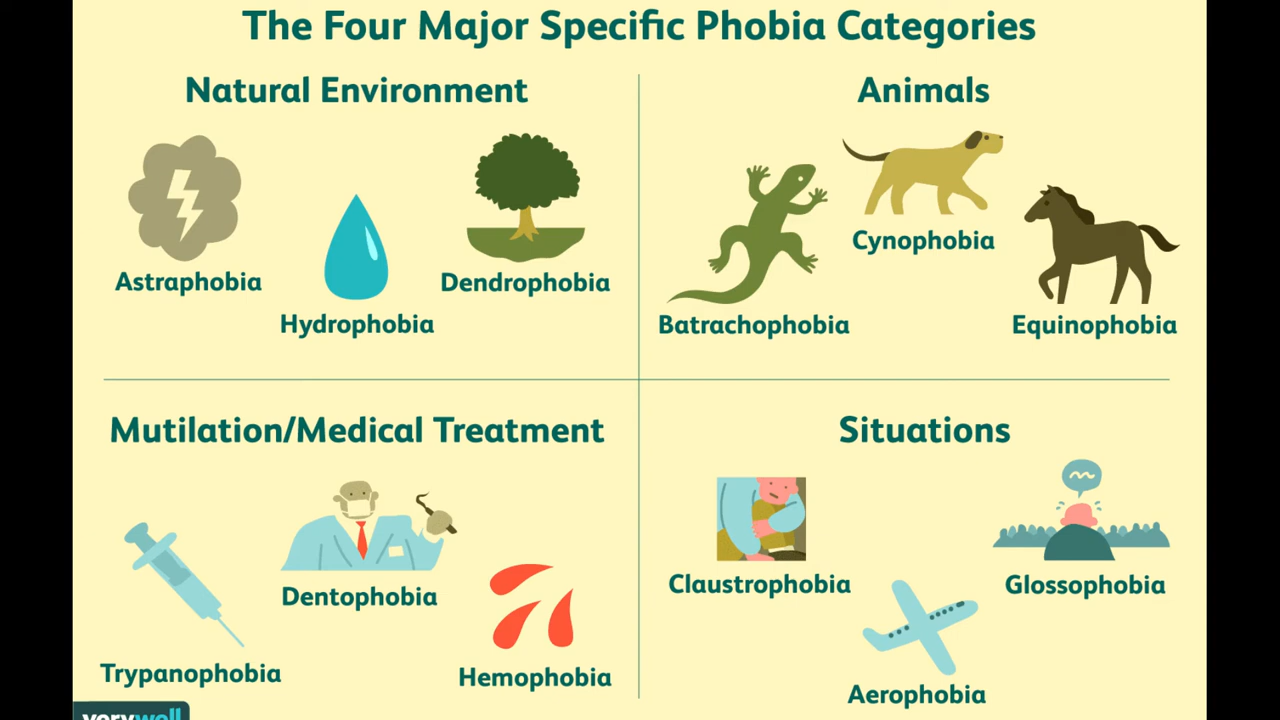 The Four Major Specific Phobia Categories
Natural Environment
Astraphobia
Hydrophobia
Dendrophobia
Animals
Batrachophobia
Cynophobia
Equinophobia
Mutilation/Medical Treatment
Trypanophobia
Dentophobia
Hemophobia
Situations
Claustrophobia
Aerophobia
Glossophobia
verywell